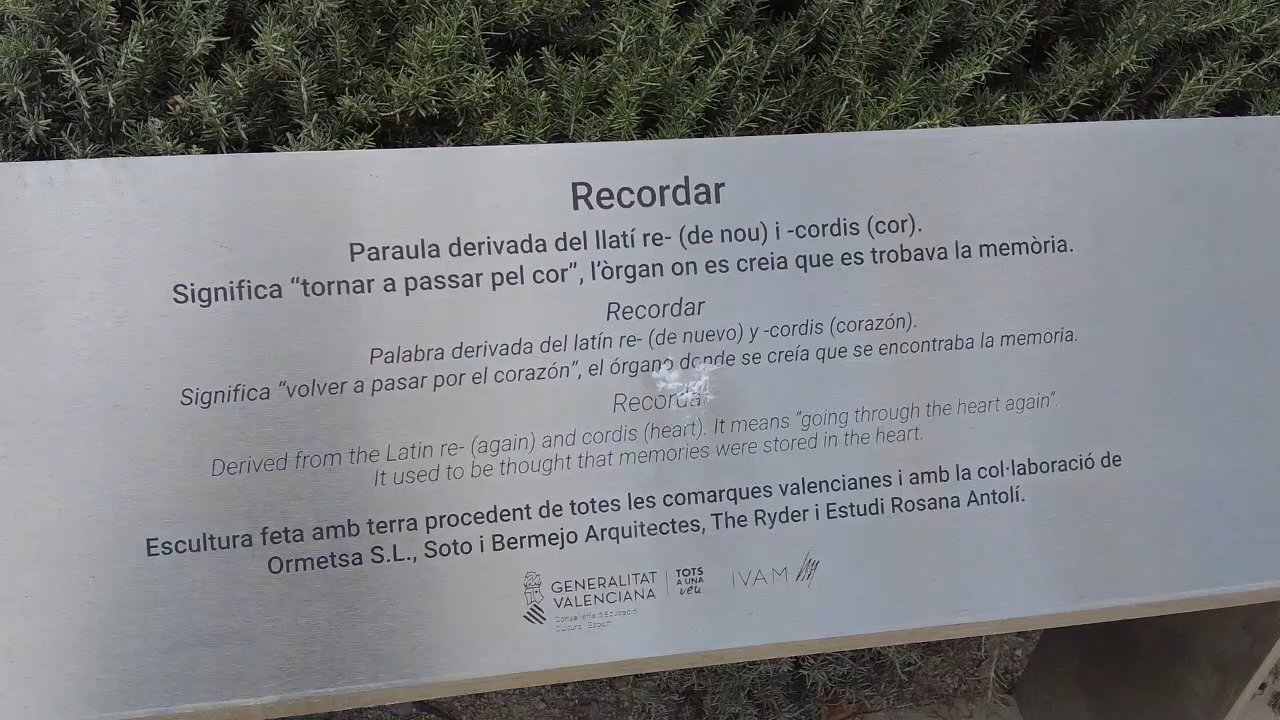 Recordar
Paraula derivada del llatí re- (de nou) i -cordis (cor).
Significa “tornar a passar pel cor”, l’òrgan on es creia que es trobava la memòria.
Recordar
Palabra derivada del latín re- (de nuevo) y -cordis (corazón).
Significa “volver a pasar por el corazón”, el órgano donde se creía que se encontraba la memoria.
Recordar
Derived from the Latin re- (again) and cordis (heart). It means “going through the heart again”.
It used to be thought that memories were stored in the heart.
Escultura feta amb terra procedent de totes les comarques valencianes i amb la col·laboració de
Ormetsa S.L., Soto i Bermejo Arquitectes, The Ryder i Estudi Rosana Antolí.
GENERALITAT
VALENCIANA
Conselleria d'Educació
Cultura Esport
TOTS
A UNA
veu
IVAM